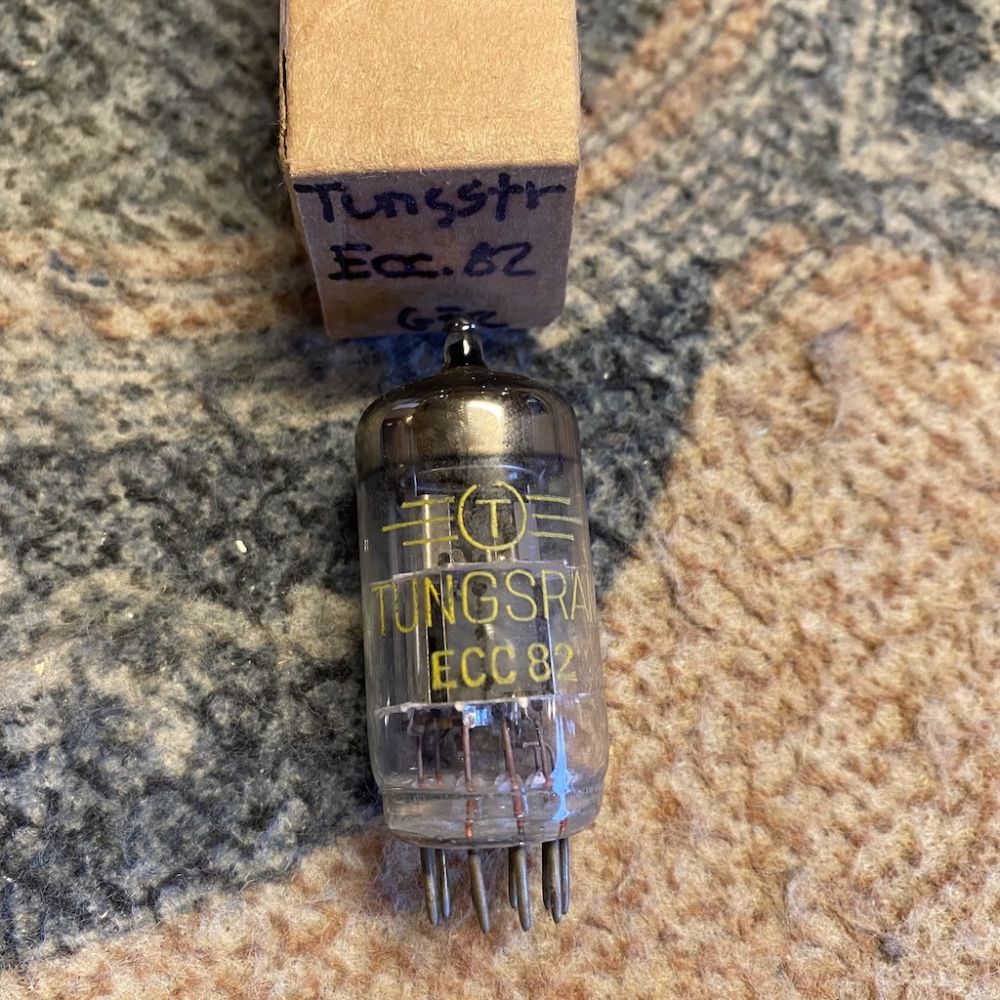 Tungstr
Ecc.82
T
TUNGSRA
ECC 82